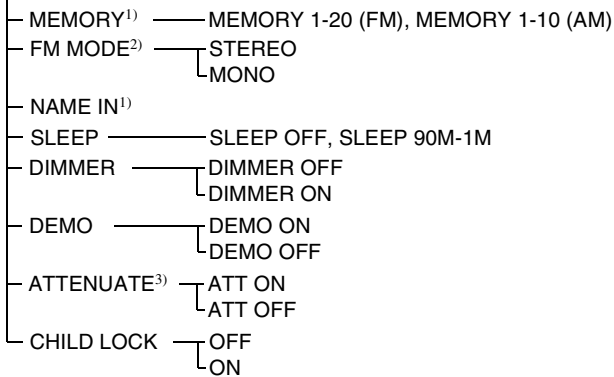 MEMORY1) MEMORY 1-20 (FM), MEMORY 1-10 (AM)
FM MODE2) STEREO
MONO
NAME IN1)
SLEEP SLEEP OFF, SLEEP 90M-1M
DIMMER DIMMER OFF
DIMMER ON
DEMO DEMO ON
DEMO OFF
ATTENUATE3) ATT ON
ATT OFF
CHILD LOCK OFF
ON